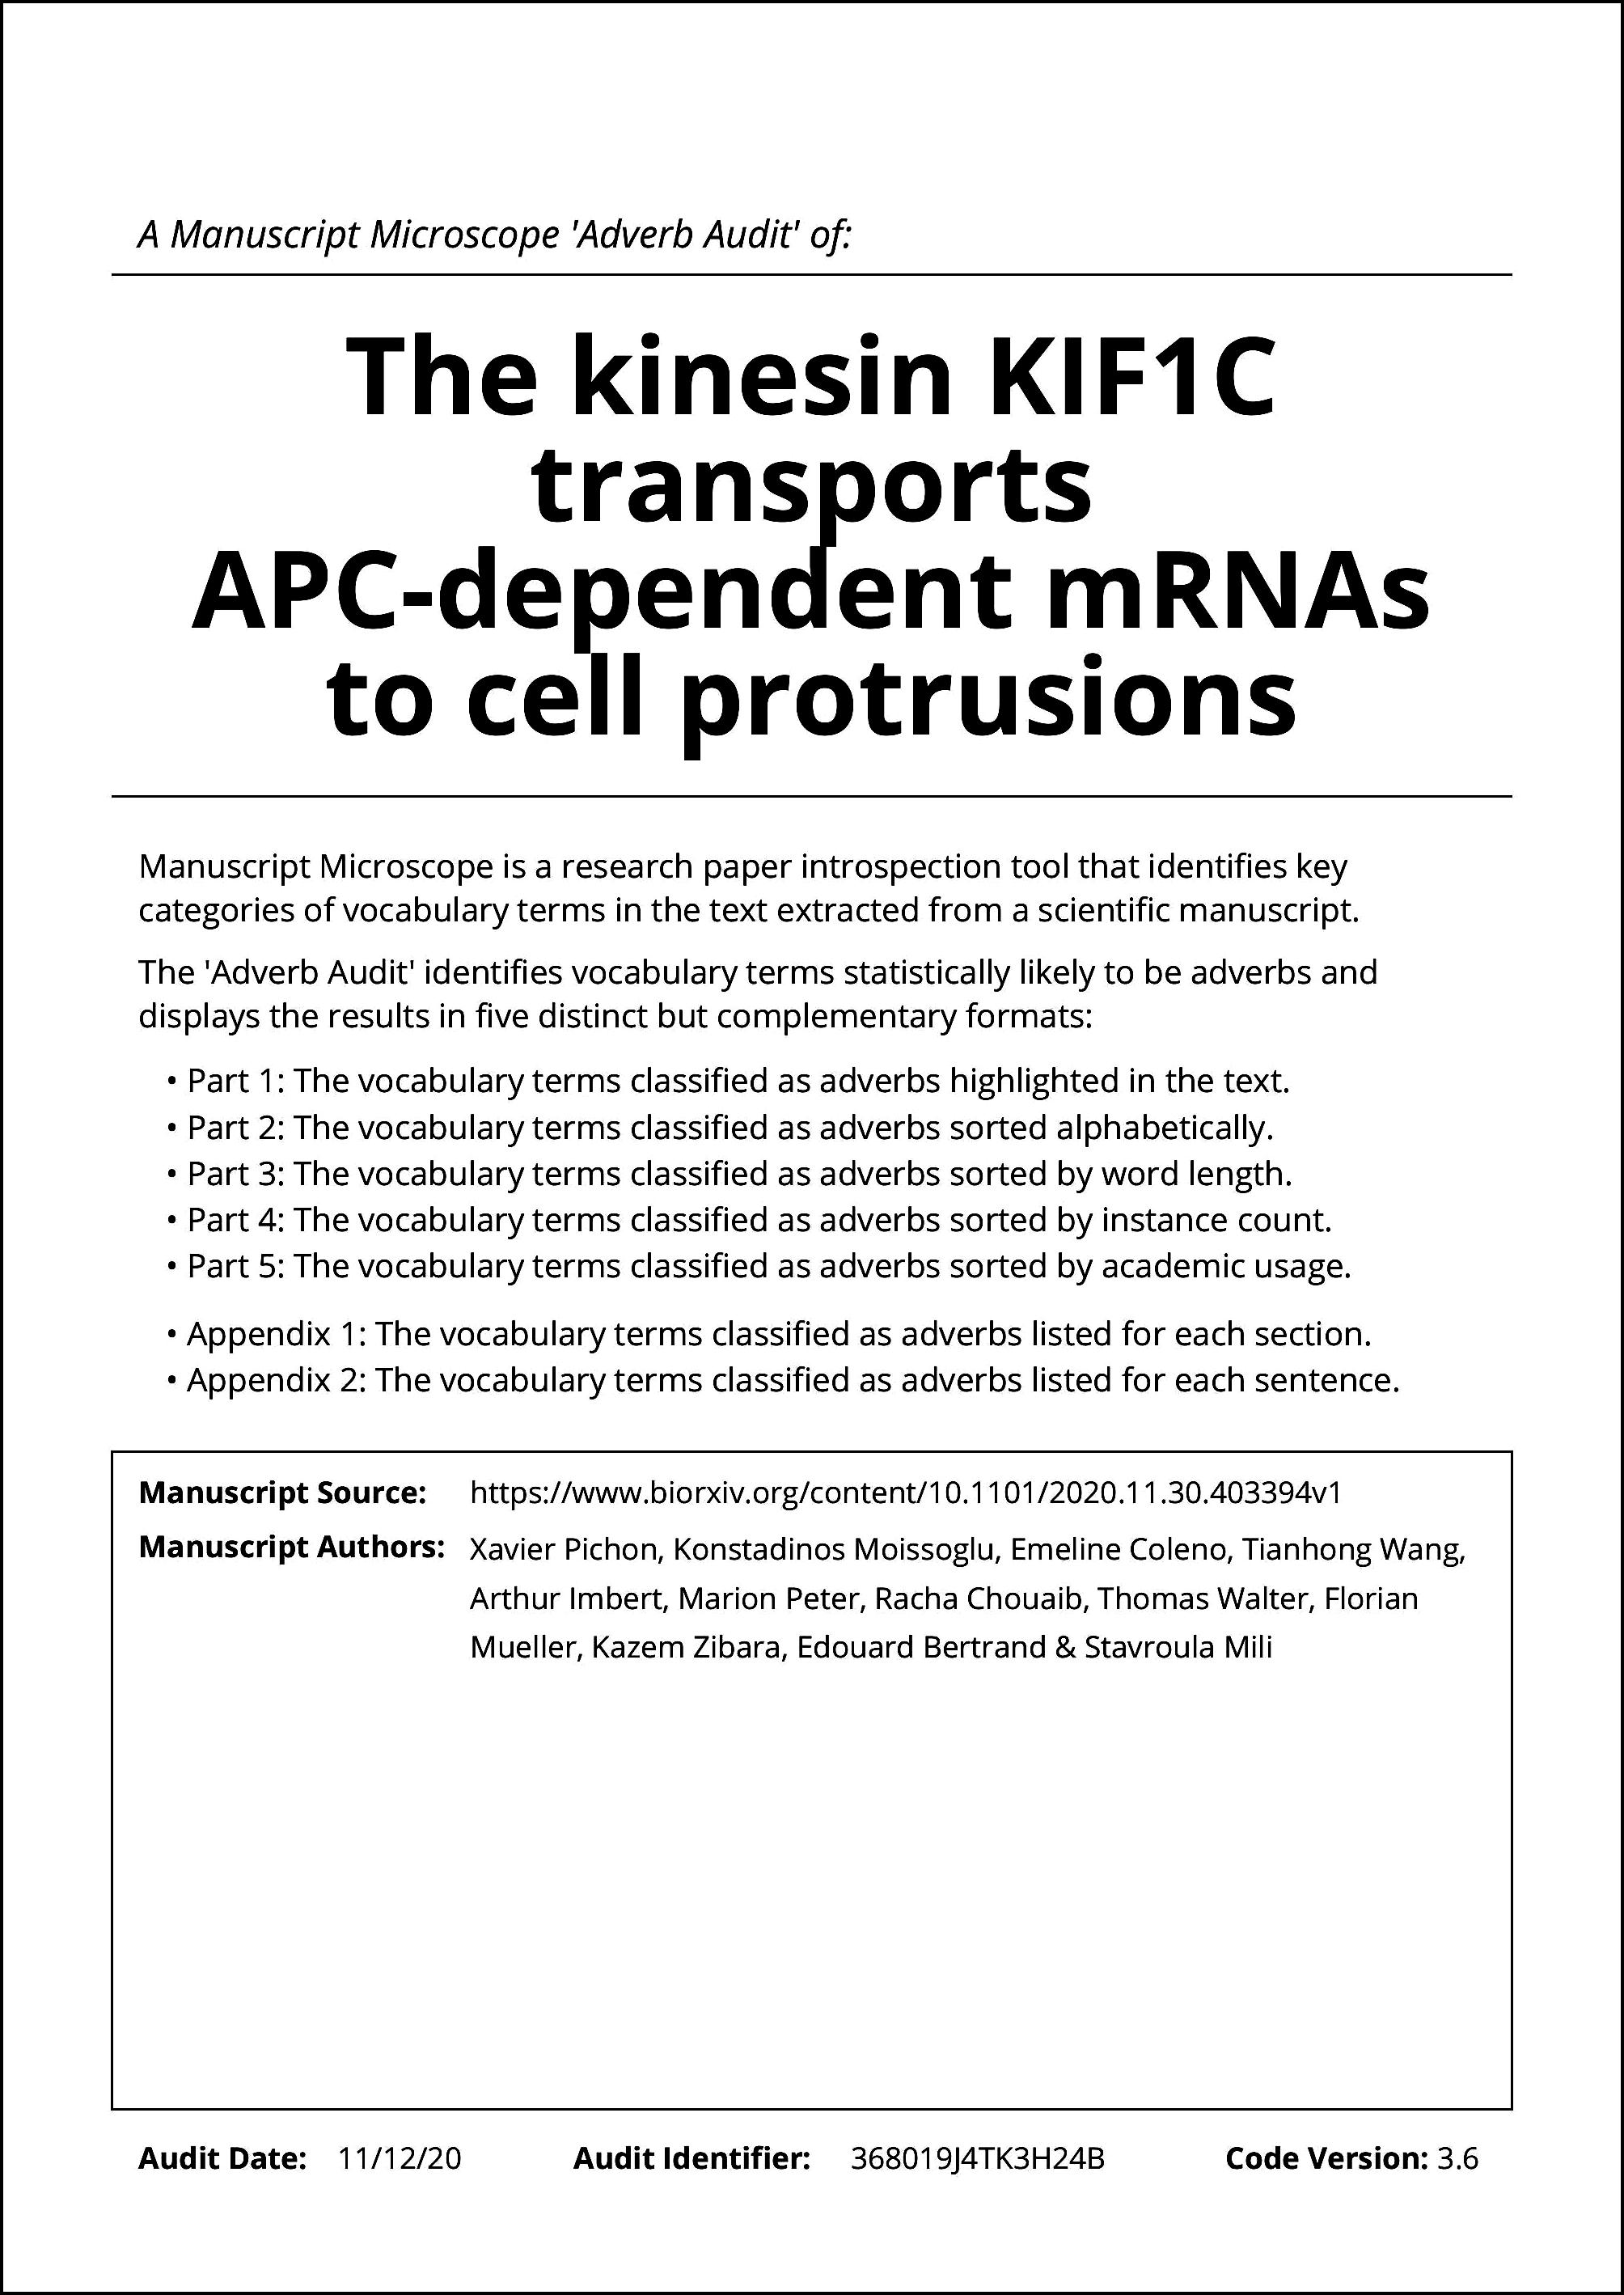 A Manuscript Microscope 'Adverb Audit' of:
The kinesin KIF1C
transports
APC-dependent mRNAs
to cell protrusions
Manuscript Microscope is a research paper introspection tool that identifies key
categories of vocabulary terms in the text extracted from a scientific manuscript.
The 'Adverb Audit' identifies vocabulary terms statistically likely to be adverbs and
displays the results in five distinct but complementary formats:
• Part 1: The vocabulary terms classified as adverbs highlighted in the text.
• Part 2: The vocabulary terms classified as adverbs sorted alphabetically.
• Part 3: The vocabulary terms classified as adverbs sorted by word length.
• Part 4: The vocabulary terms classified as adverbs sorted by instance count.
• Part 5: The vocabulary terms classified as adverbs sorted by academic usage.
• Appendix 1: The vocabulary terms classified as adverbs listed for each section.
• Appendix 2: The vocabulary terms classified as adverbs listed for each sentence.
Manuscript Source: https://www.biorxiv.org/content/10.1101/2020.11.30.403394v1
Manuscript Authors: Xavier Pichon, Konstadinos Moissoglu, Emeline Coleno, Tianhong Wang,
Arthur Imbert, Marion Peter, Racha Chouaib, Thomas Walter, Florian
Mueller, Kazem Zibara, Edouard Bertrand & Stavroula Mili
Audit Date: 11/12/20 Audit Identifier: 368019J4TK3H24B Code Version: 3.6